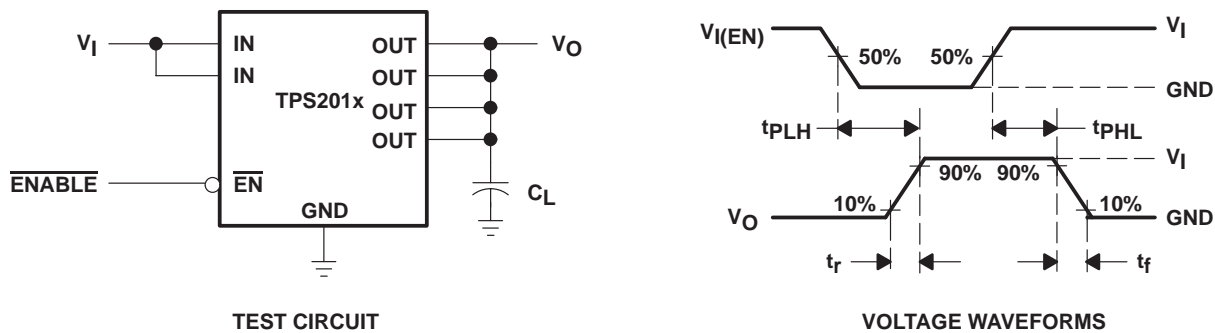 VI
IN
IN
OUT
OUT
OUT
OUT
VO
TPS201x
ENABLE
EN
GND
CL
TEST CIRCUIT
VI(EN)
50%
50%
VI
GND
tPLH
tPHL
VI
90%
90%
10%
10%
VO
GND
tr
tf
VOLTAGE WAVEFORMS